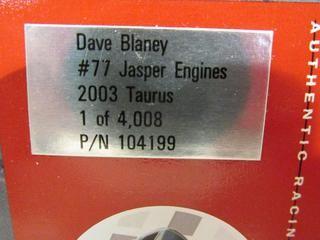 Dave Blaney
#77 Jasper Engines
2003 Taurus
1 of 4,008
P/N 104199
AUTHENTIC RACIN